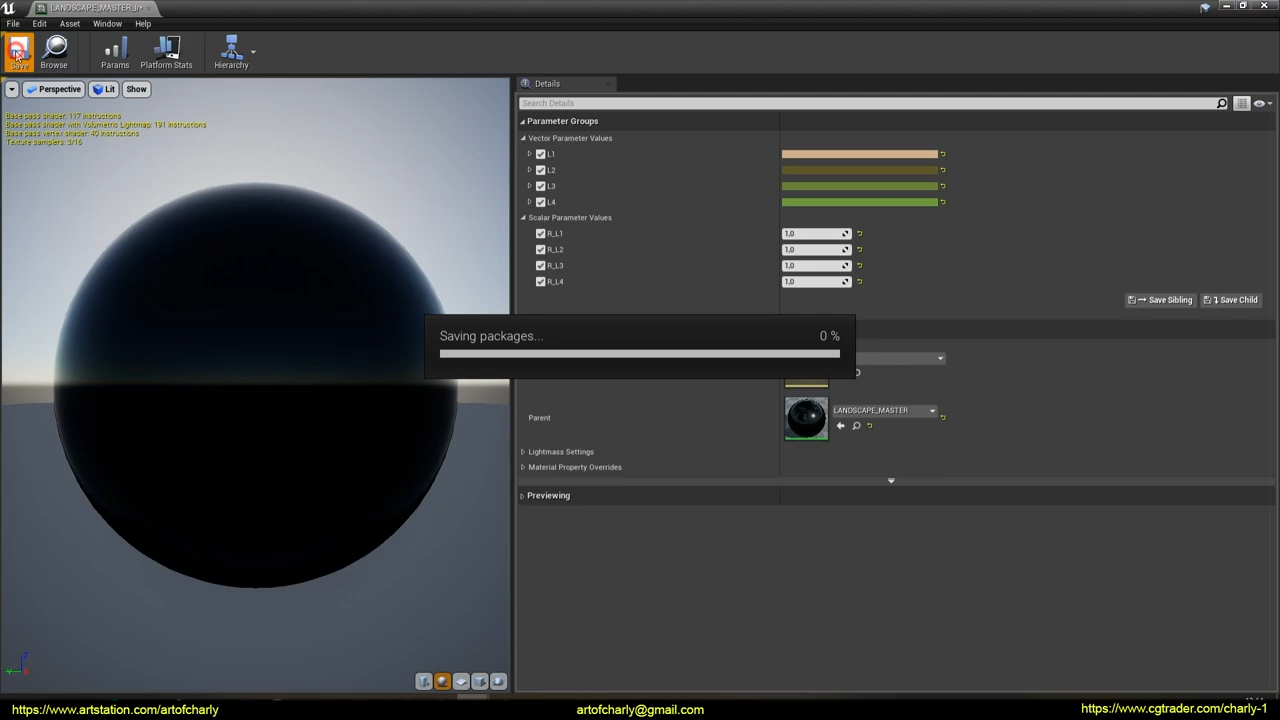 LANDSCAPE_MASTER_I
File Edit Asset Window Help
Save Browse Params Platform Stats Hierarchy
Perspective Lit Show
Base pass shader: 117 instructions
Base pass shader with Volumetric Lightmap: 191 instructions
Base pass vertex shader: 40 instructions
Texture samplers: 3/16
Details
Search Details
Parameter Groups
Vector Parameter Values
L1
L2
L3
L4
Scalar Parameter Values
R_L1 1,0
R_L2 1,0
R_L3 1,0
R_L4 1,0
Save Sibling Save Child
Saving packages... 0 %
Parent LANDSCAPE_MASTER
Lightmass Settings
Material Property Overrides
Previewing
https://www.artstation.com/artofcharly artofcharly@gmail.com https://www.cgtrader.com/charly-1